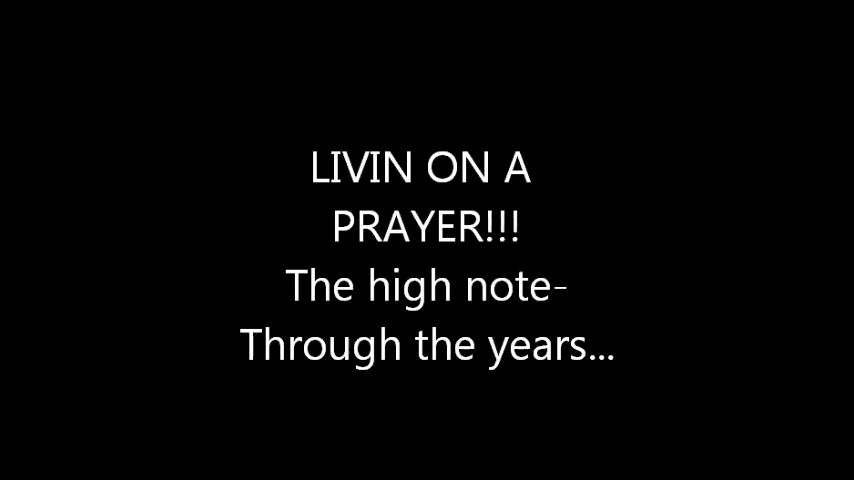 LIVIN ON A
PRAYER!!!
The high note-
Through the years...